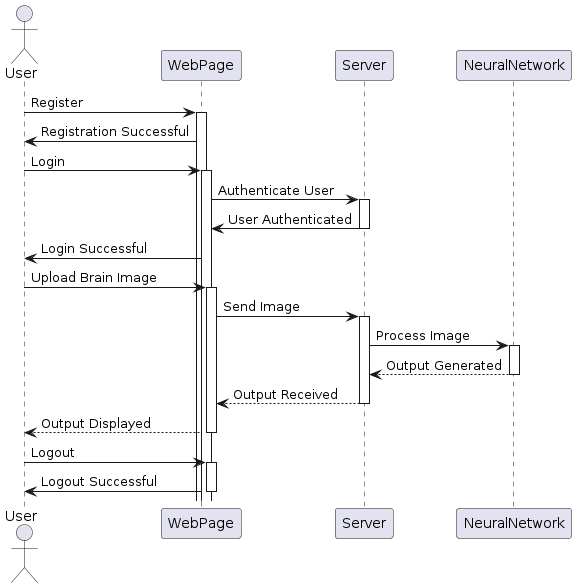 User
WebPage
Server
NeuralNetwork
Register
Registration Successful
Login
Authenticate User
User Authenticated
Login Successful
Upload Brain Image
Send Image
Process Image
Output Generated
Output Received
Output Displayed
Logout
Logout Successful
User
WebPage
Server
NeuralNetwork